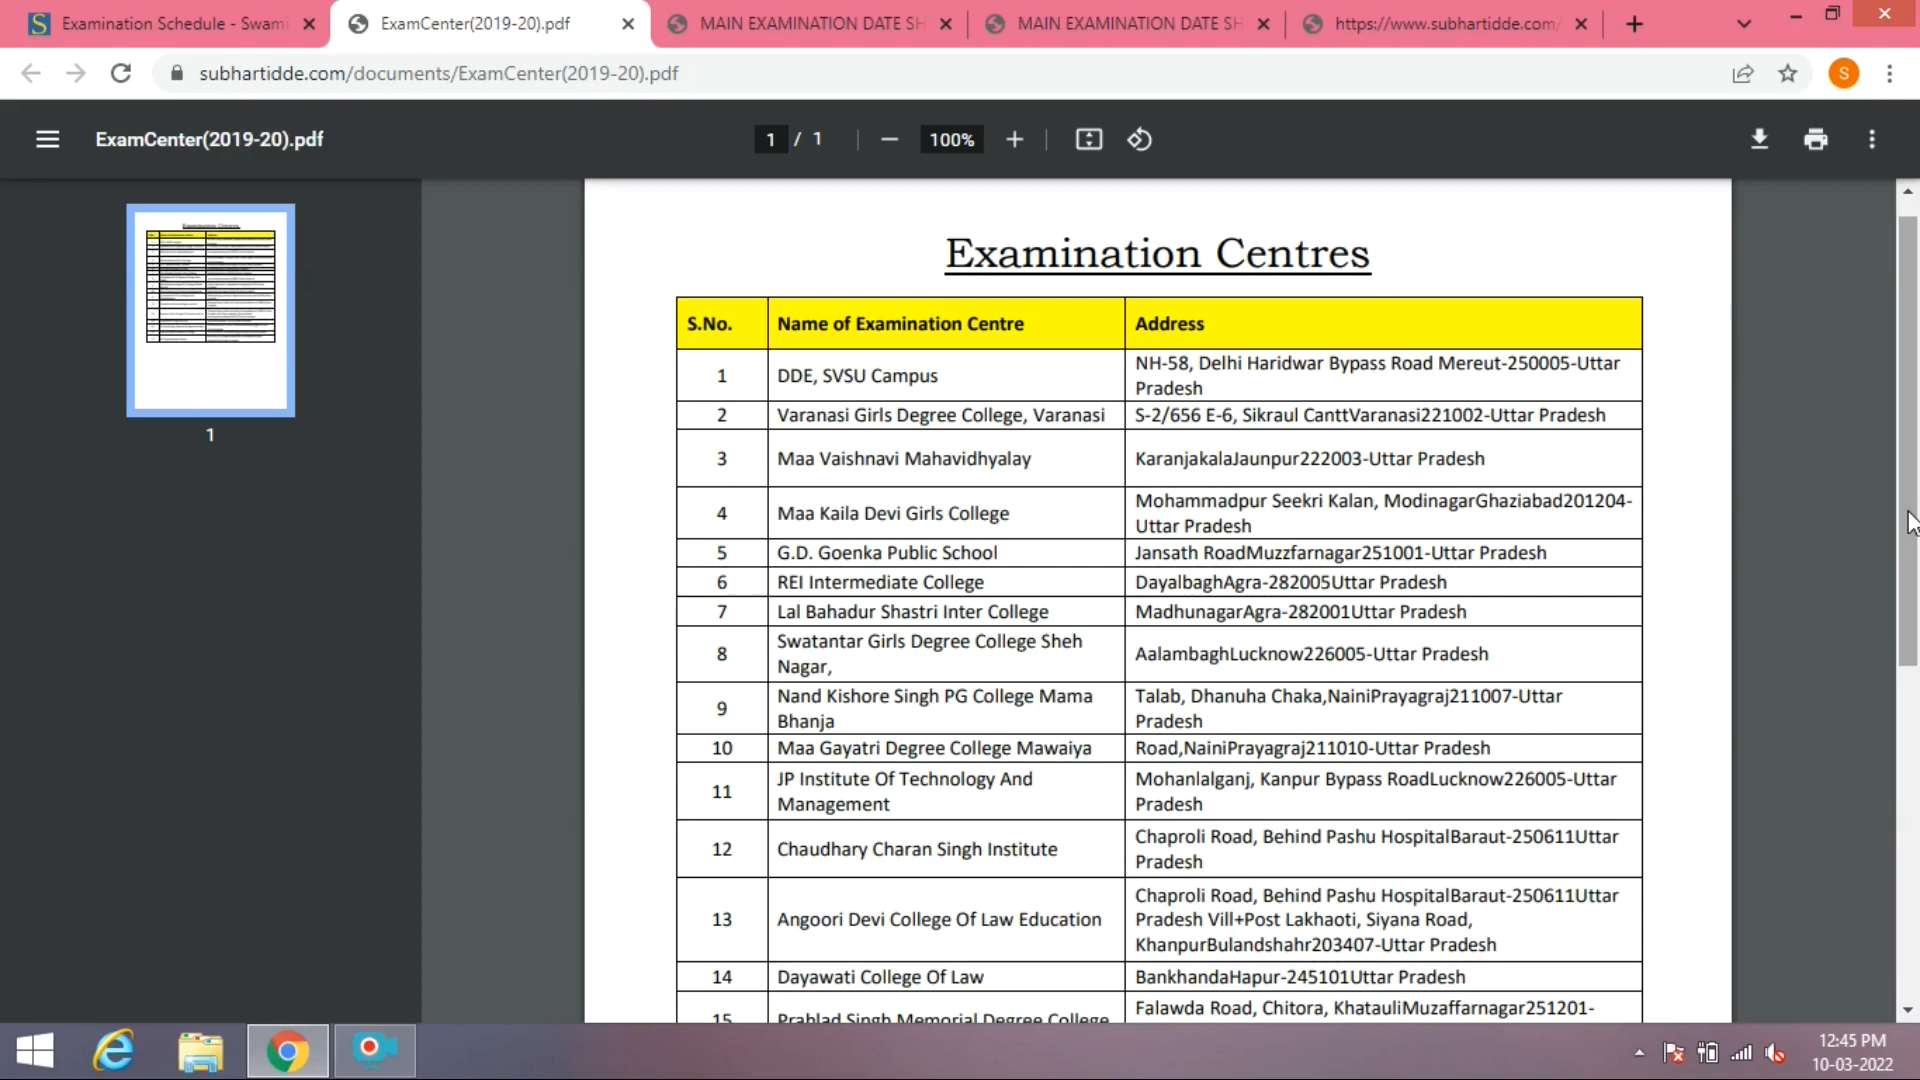 Examination Schedule - Swami
ExamCenter(2019-20).pdf
MAIN EXAMINATION DATE SH
MAIN EXAMINATION DATE SH
https://www.subhartidde.com/
subhartidde.com/documents/ExamCenter(2019-20).pdf
S
ExamCenter(2019-20).pdf
1 / 1
100%
1
Examination Centres
S.No. Name of Examination Centre Address
1 DDE, SVSU Campus NH-58, Delhi Haridwar Bypass Road Mereut-250005-Uttar
Pradesh
2 Varanasi Girls Degree College, Varanasi S-2/656 E-6, Sikraul CanttVaranasi221002-Uttar Pradesh
3 Maa Vaishnavi Mahavidhyalay KaranjakalaJaunpur222003-Uttar Pradesh
4 Maa Kaila Devi Girls College Mohammadpur Seekri Kalan, ModinagarGhaziabad201204-
Uttar Pradesh
5 G.D. Goenka Public School Jansath RoadMuzzfarnagar251001-Uttar Pradesh
6 REI Intermediate College DayalbaghAgra-282005Uttar Pradesh
7 Lal Bahadur Shastri Inter College MadhunagarAgra-282001Uttar Pradesh
8 Swatantar Girls Degree College Sheh
Nagar, AalambaghLucknow226005-Uttar Pradesh
9 Nand Kishore Singh PG College Mama Talab, Dhanuha Chaka,NainiPrayagraj211007-Uttar
Bhanja Pradesh
10 Maa Gayatri Degree College Mawaiya Road,NainiPrayagraj211010-Uttar Pradesh
11 JP Institute Of Technology And Mohanlalganj, Kanpur Bypass RoadLucknow226005-Uttar
Management Pradesh
12 Chaudhary Charan Singh Institute Chaproli Road, Behind Pashu HospitalBaraut-250611Uttar
Pradesh
13 Angoori Devi College Of Law Education Chaproli Road, Behind Pashu HospitalBaraut-250611Uttar
Pradesh Vill+Post Lakhaoti, Siyana Road,
KhanpurBulandshahr203407-Uttar Pradesh
14 Dayawati College Of Law BankhandaHapur-245101Uttar Pradesh
15 Prahlad Singh Memorial Degree College Falawda Road, Chitora, KhatauliMuzaffarnagar251201-
12:45 PM
10-03-2022